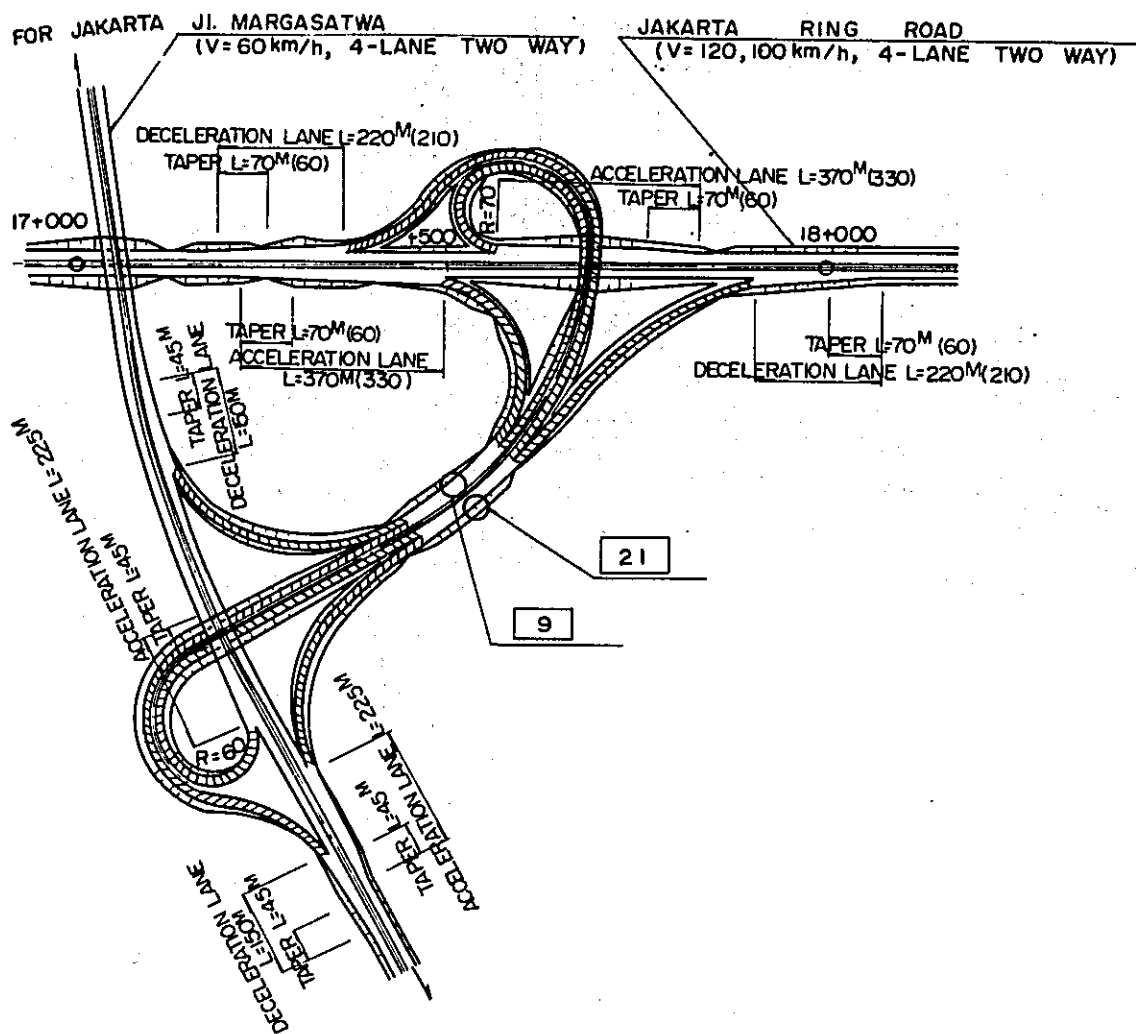 FOR JAKARTA
Jl. MARGASATWA
(V=60km/h, 4-LANE TWO WAY)
JAKARTA RING ROAD
(V=120,100km/h, 4-LANE TWO WAY)
DECELERATION LANE L=220M(210)
TAPER L=70M(60)
ACCELERATION LANE L=370M(330)
TAPER L=70M(60)
R=70
17+000
+500
18+000
TAPER L=70M(60)
ACCELERATION LANE
L=370M(330)
TAPER L=70M(60)
DECELERATION LANE L=220M(210)
TAPER L=45M
DECELERATION LANE
ACCELERATION LANE L=225M
TAPER L=45M
21
9
R=60
ACCELERATION LANE L=225M
TAPER L=45M
DECELERATION LANE
L=150M
TAPER L=45M